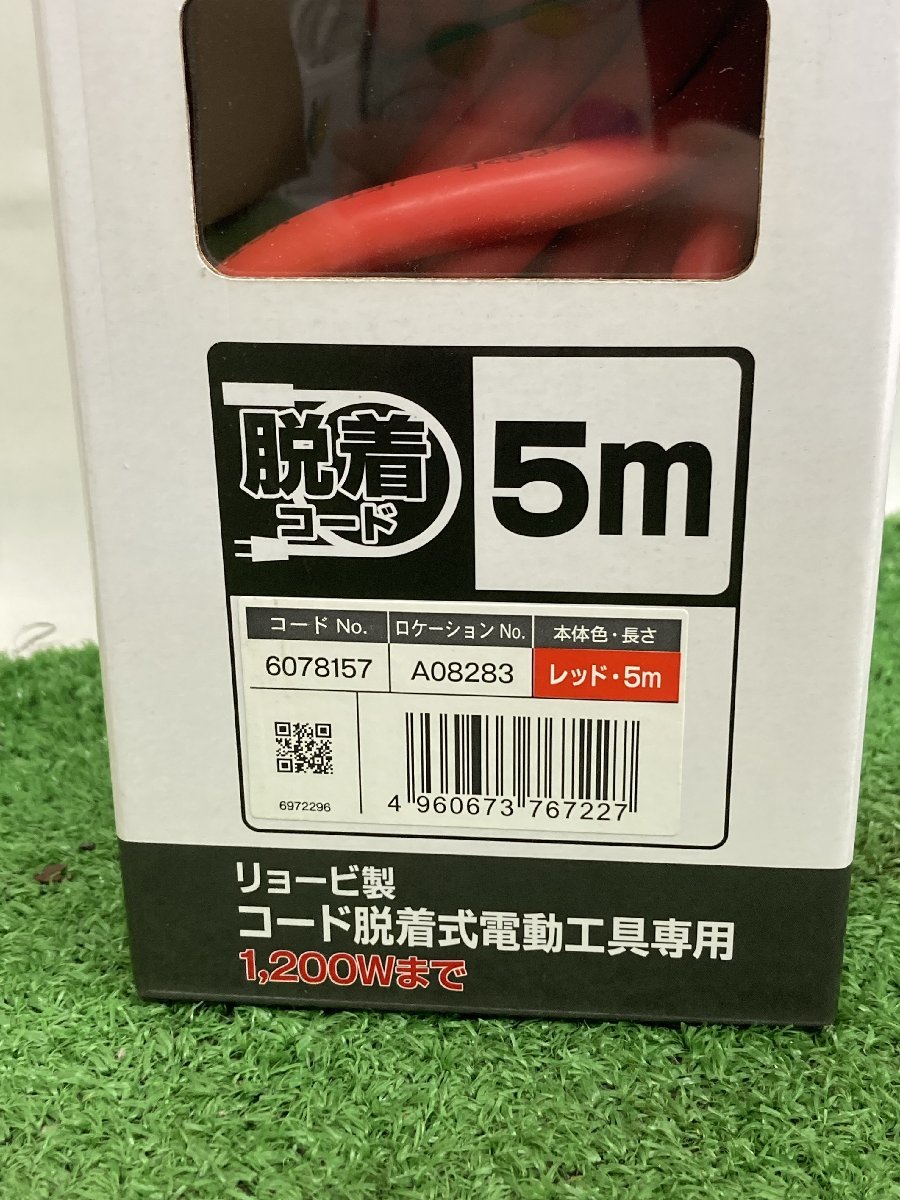 脱着
コード
5m
コード No.
ロケーション No.
本体色・長さ
6078157
A08283
レッド・5m
6972296
4 960673 767227
リョービ製
コード脱着式電動工具専用
1,200Wまで